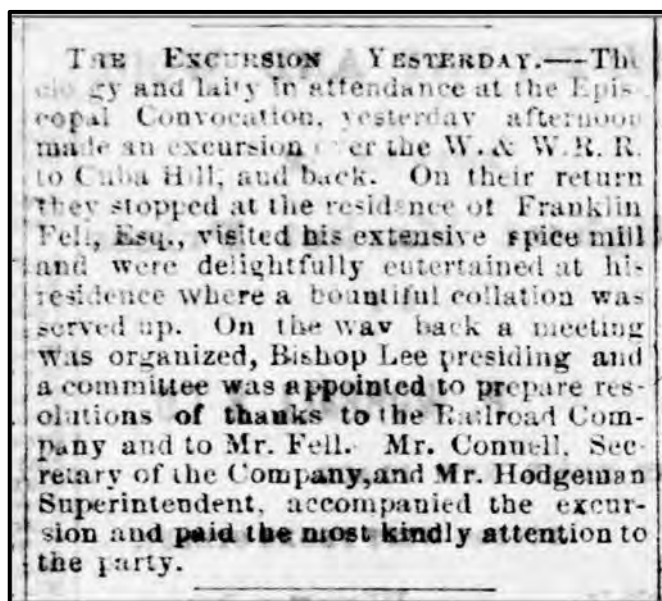 THE EXCURSION YESTERDAY.—The
clergy and laity in attendance at the Epis-
copal Convocation, yesterday afternoon
made an excursion over the W. & W. R. R.
to Cuba Hill, and back. On their return
they stopped at the residence of Franklin
Fell, Esq., visited his extensive spice mill
and were delightfully entertained at his
residence where a bountiful collation was
served up. On the way back a meeting
was organized, Bishop Lee presiding and
a committee was appointed to prepare res-
olutions of thanks to the Railroad Com-
pany and to Mr. Fell. Mr. Connell, Sec-
retary of the Company, and Mr. Hodgeman
Superintendent, accompanied the excur-
sion and paid the most kindly attention to
the party.